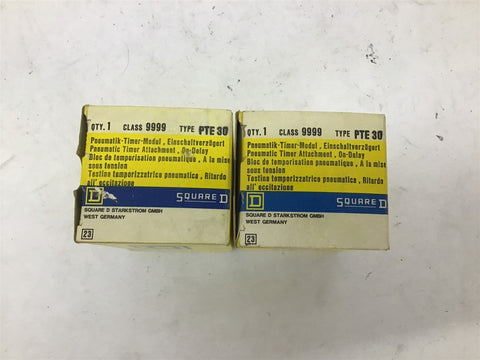 QTY. 1 CLASS 9999 TYPE PTE 30
Pneumatik-Timer-Modul, Einschaltverzögert
Pneumatic Timer Attachment, On-Delay
Bloc de temporisation pneumatique, A la mise
sous tension
Testina temporizzatrice pneumatica, Ritardo
all' eccitazione
D SQUARE D
SQUARE D STARKSTROM GMBH
WEST GERMANY
23
QTY. 1 CLASS 9999 TYPE PTE 30
Pneumatik-Timer-Modul, Einschaltverzögert
Pneumatic Timer Attachment, On-Delay
Bloc de temporisation pneumatique, A la mise
sous tension
Testina temporizzatrice pneumatica, Ritardo
all' eccitazione
D SQUARE D
SQUARE D STARKSTROM GMBH
WEST GERMANY
23